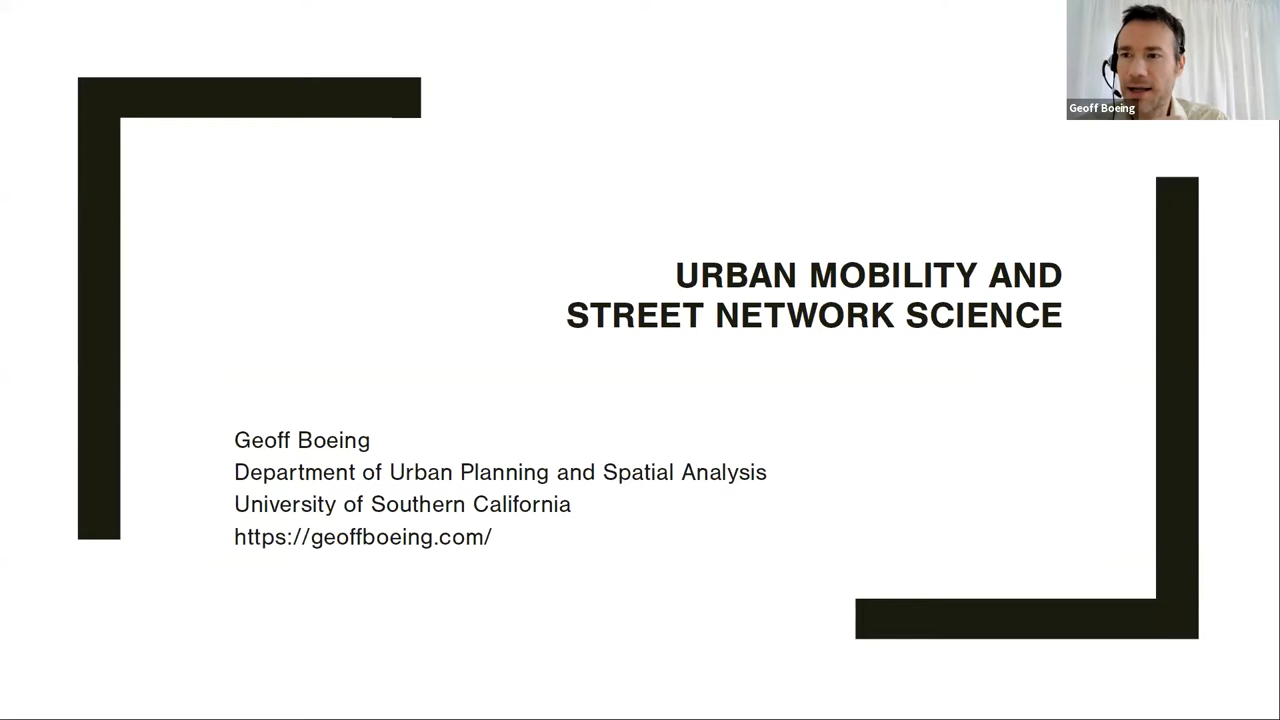 Geoff Boeing
URBAN MOBILITY AND
STREET NETWORK SCIENCE
Geoff Boeing
Department of Urban Planning and Spatial Analysis
University of Southern California
https://geoffboeing.com/